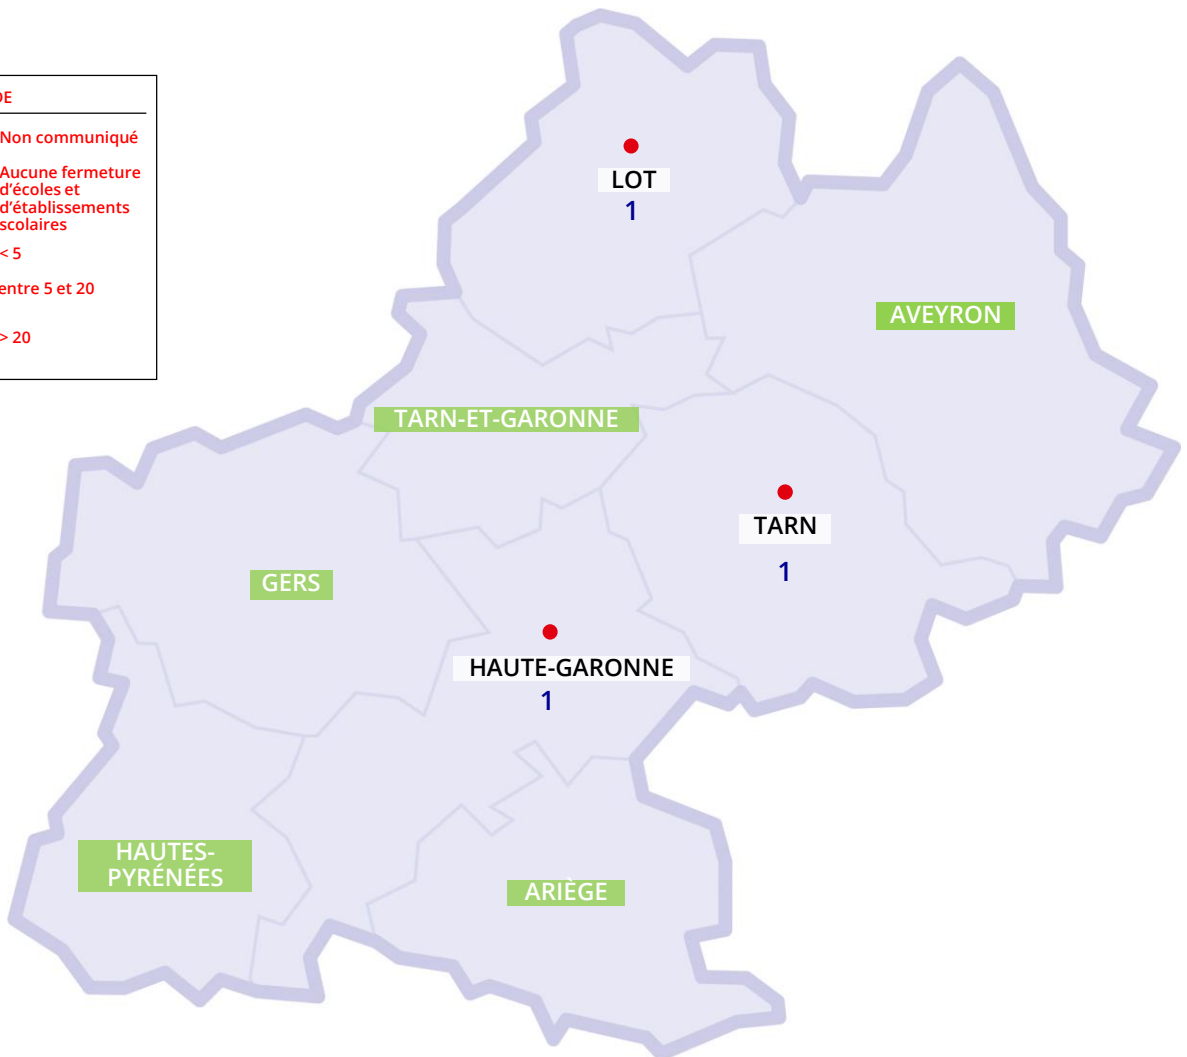 DE
Non communiqué
Aucune fermeture
d'écoles et
d'établissements
scolaires
< 5
entre 5 et 20
> 20
LOT
1
AVEYRON
TARN-ET-GARONNE
TARN
1
GERS
HAUTE-GARONNE
1
HAUTES-
PYRÉNÉES
ARIÈGE